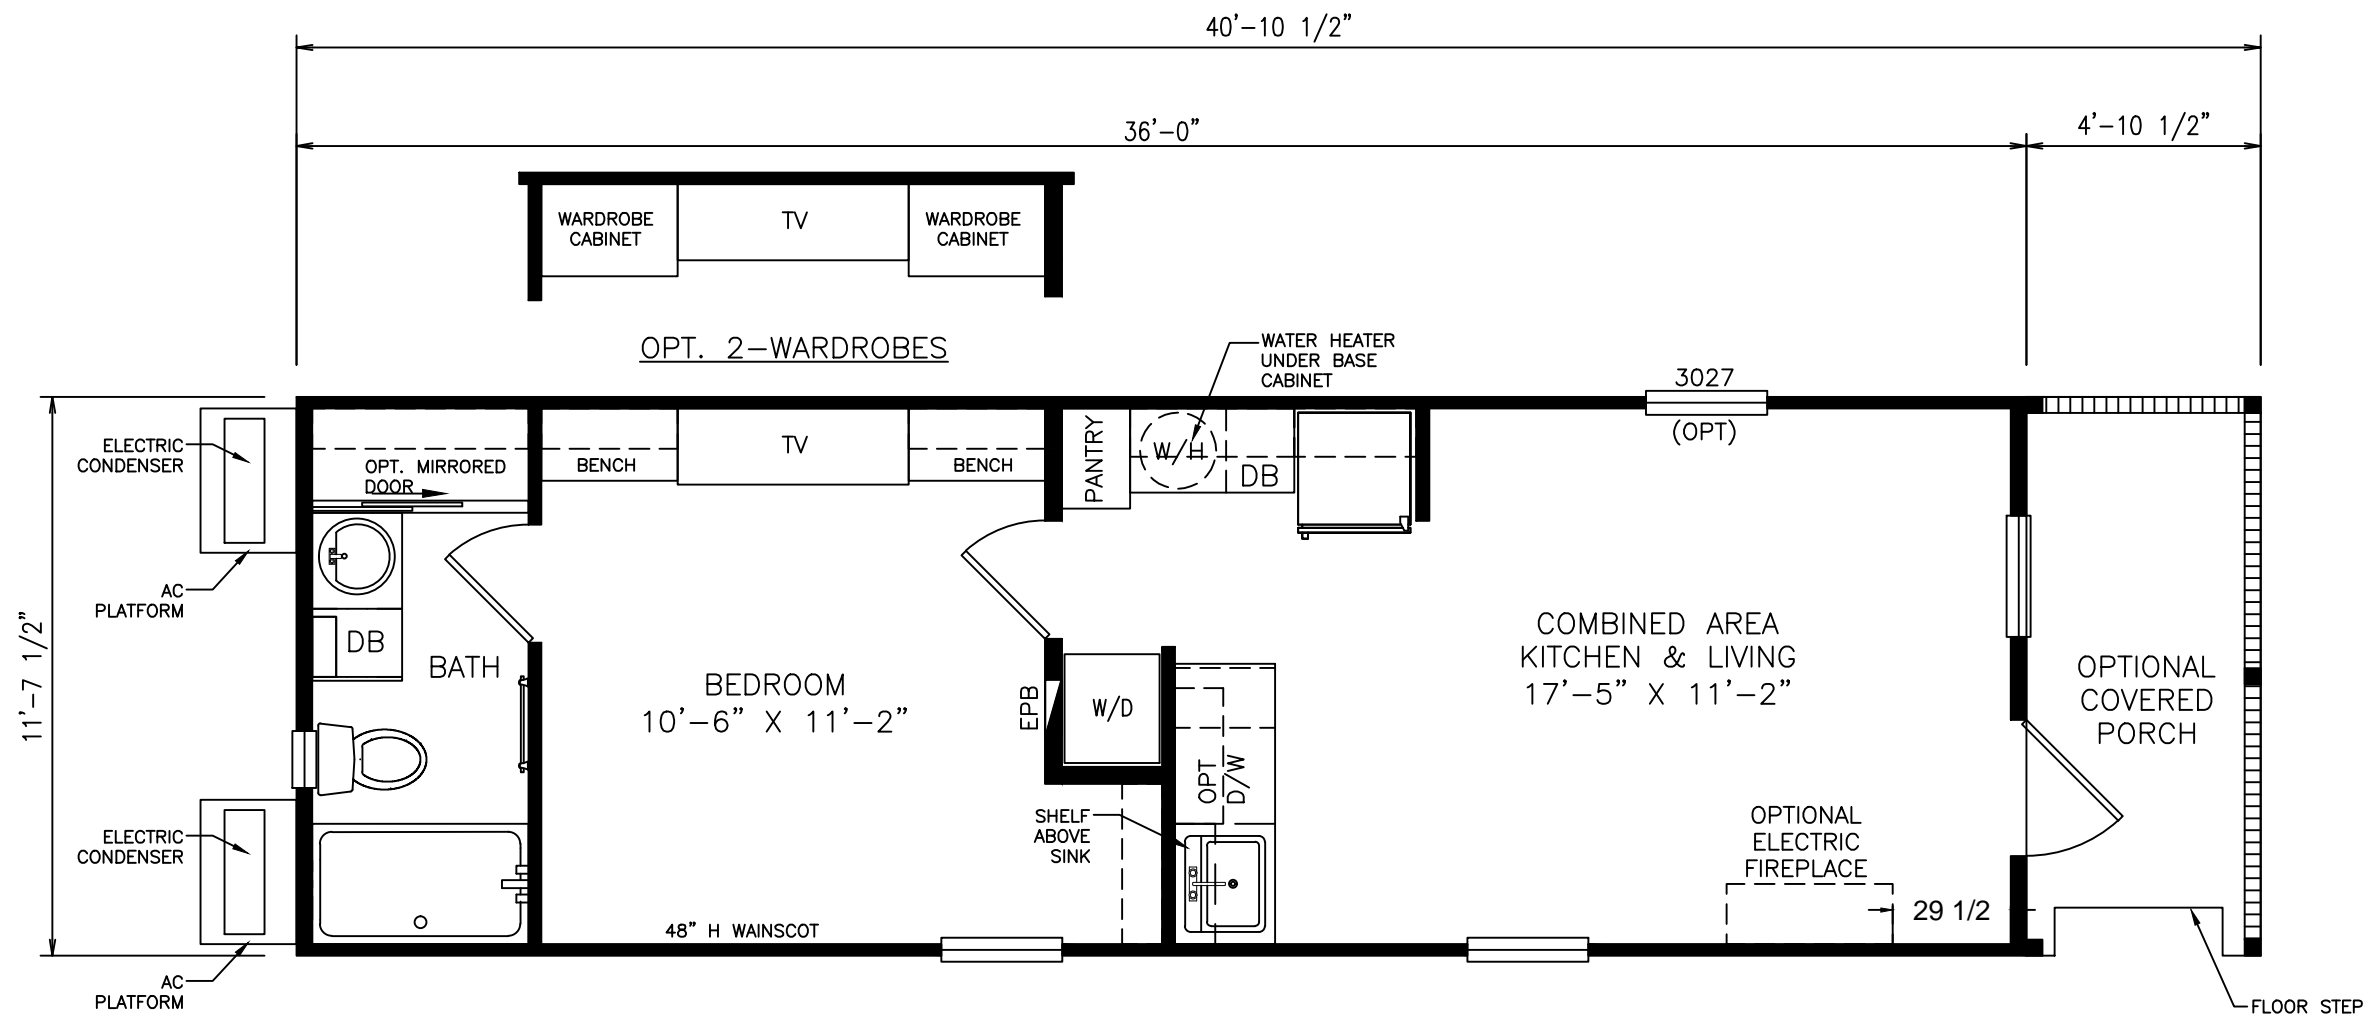 40'-10 1/2"
36'-0"
4'-10 1/2"
WARDROBE
CABINET
TV
WARDROBE
CABINET
OPT. 2-WARDROBES
WATER HEATER
UNDER BASE
CABINET
3027
(OPT)
ELECTRIC
CONDENSER
OPT. MIRRORED
DOOR
BENCH
TV
BENCH
PANTRY
W/H
DB
AC
PLATFORM
11'-7 1/2"
DB
BATH
BEDROOM
10'-6" X 11'-2"
EPB
W/D
COMBINED AREA
KITCHEN & LIVING
17'-5" X 11'-2"
OPTIONAL
COVERED
PORCH
OPT
D/W
SHELF
ABOVE
SINK
OPTIONAL
ELECTRIC
FIREPLACE
29 1/2
ELECTRIC
CONDENSER
48" H WAINSCOT
AC
PLATFORM
FLOOR STEP